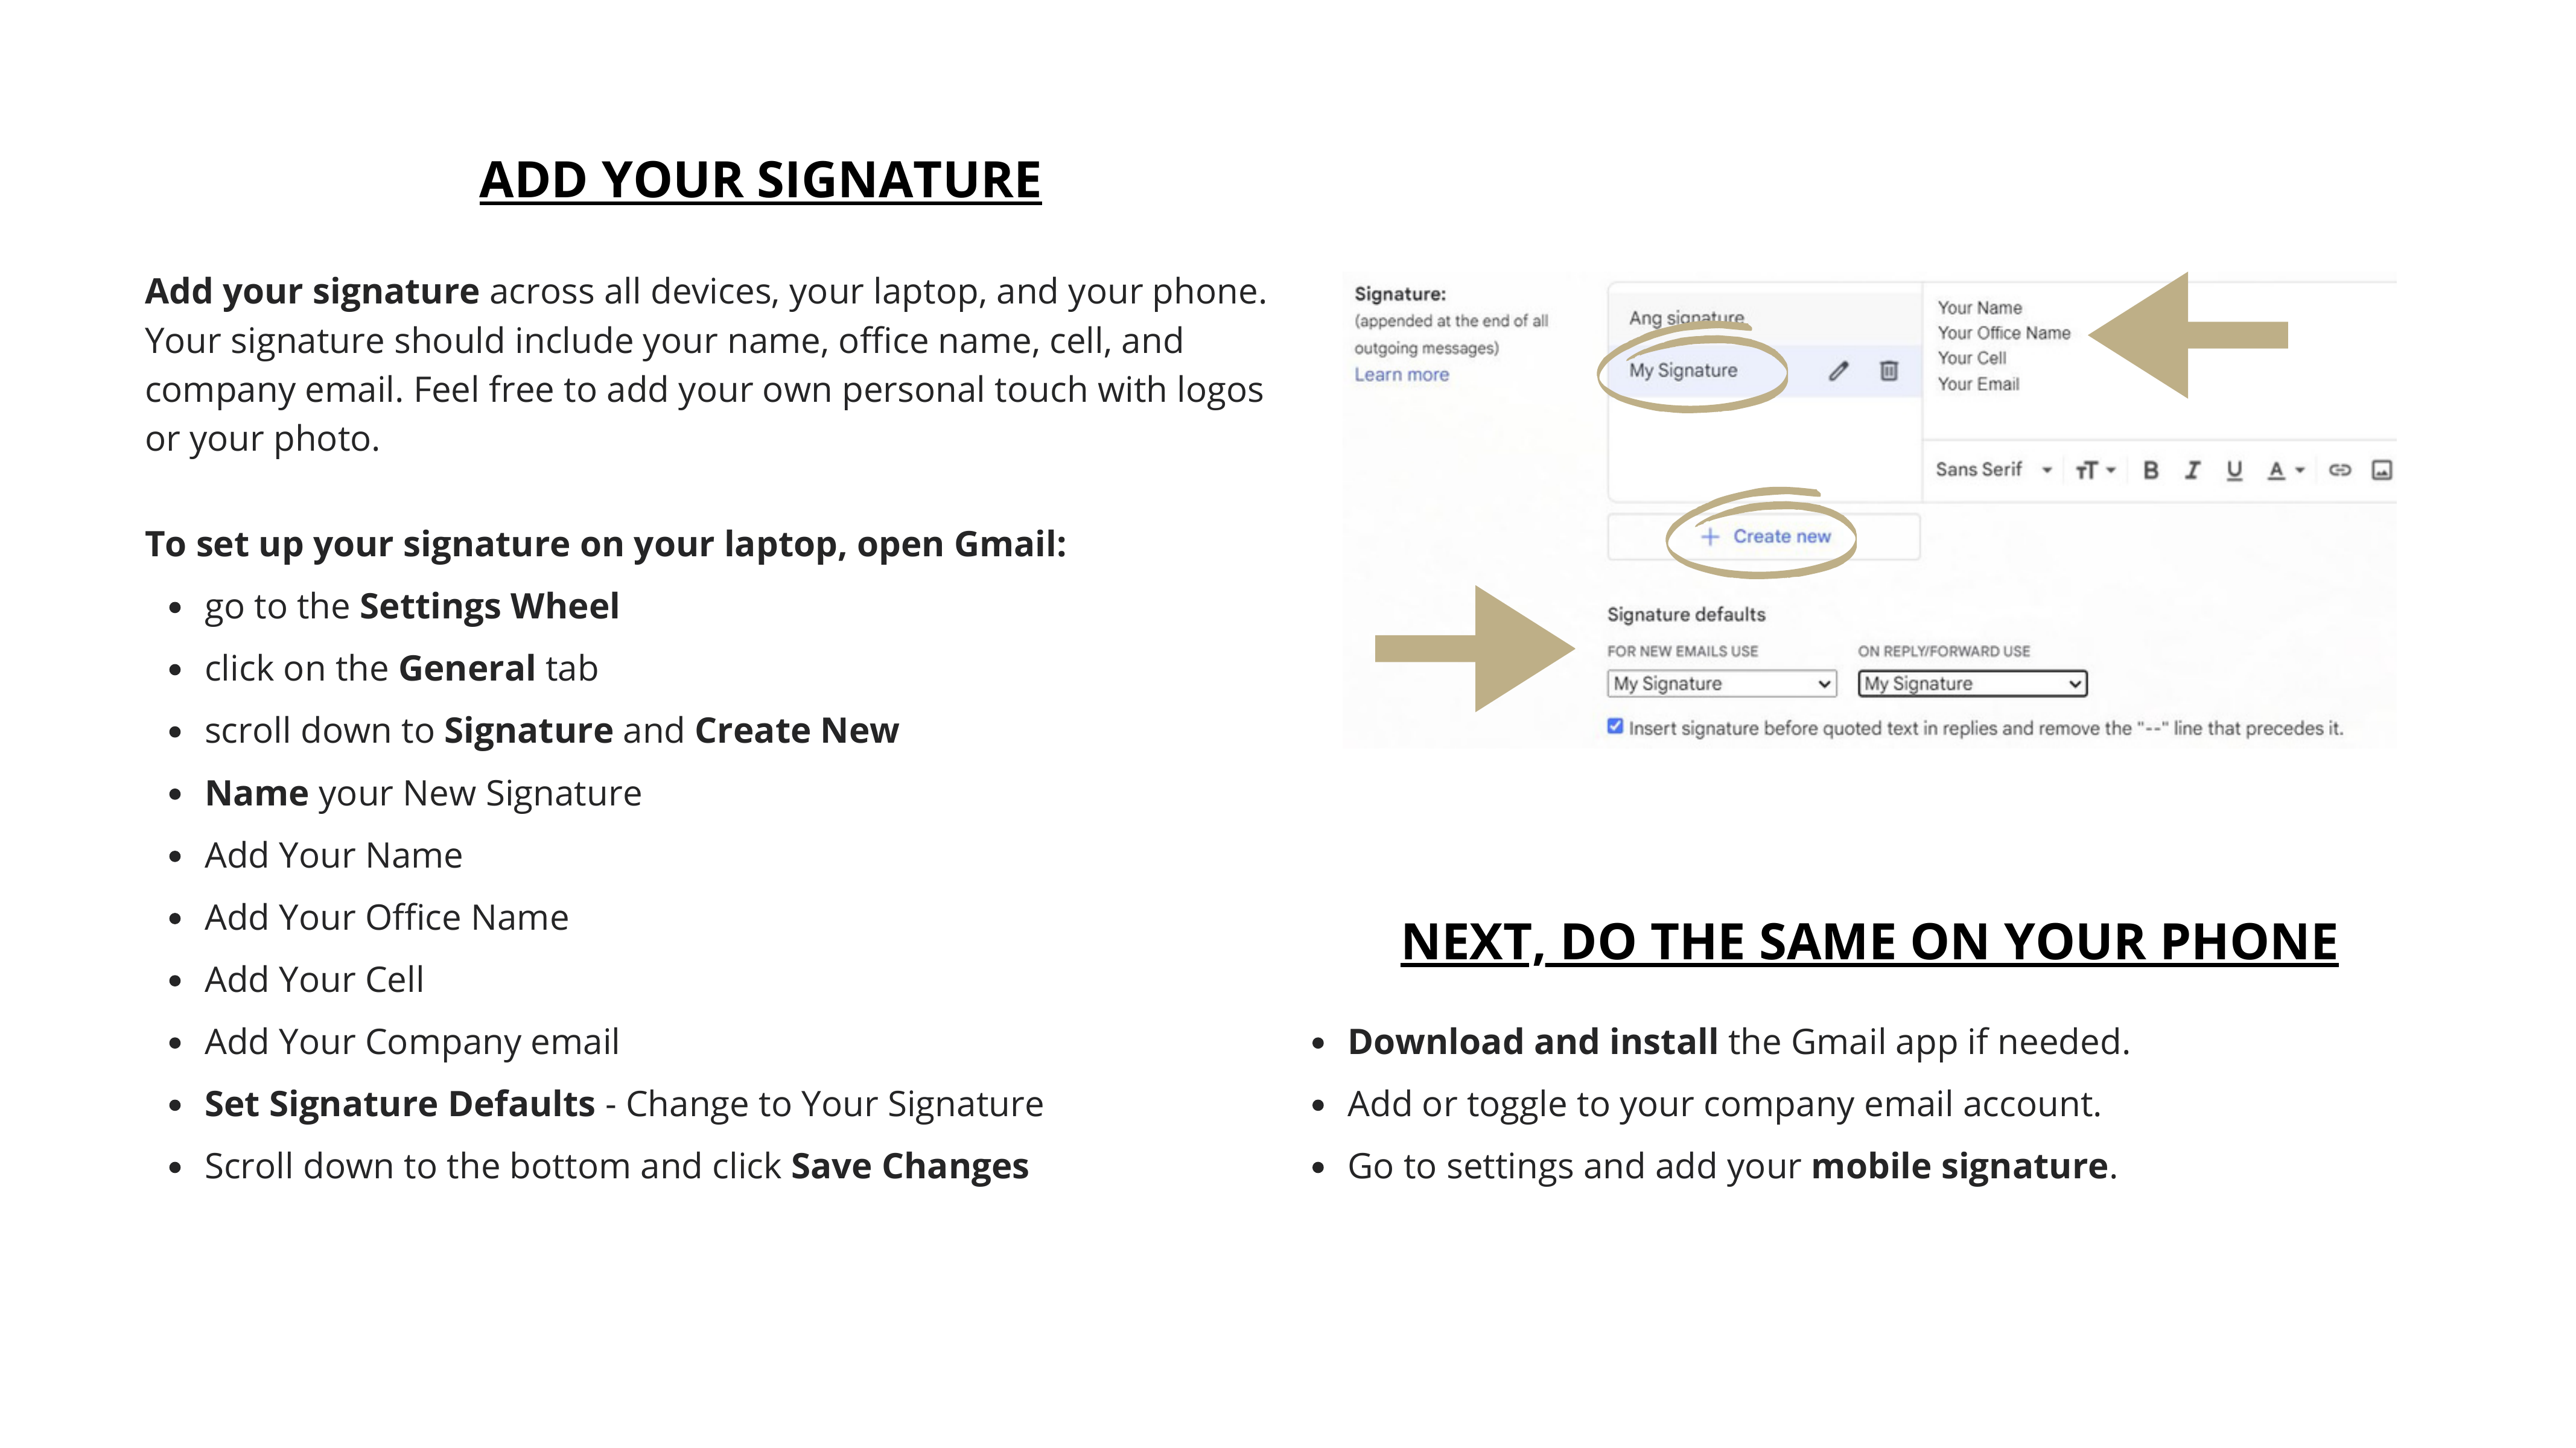 ADD YOUR SIGNATURE
Add your signature across all devices, your laptop, and your phone.
Your signature should include your name, office name, cell, and
company email. Feel free to add your own personal touch with logos
or your photo.
To set up your signature on your laptop, open Gmail:
• go to the Settings Wheel
• click on the General tab
• scroll down to Signature and Create New
• Name your New Signature
• Add Your Name
• Add Your Office Name
• Add Your Cell
• Add Your Company email
• Set Signature Defaults - Change to Your Signature
• Scroll down to the bottom and click Save Changes
Signature:
(appended at the end of all
outgoing messages)
Learn more
Ang signature
My Signature
Your Name
Your Office Name
Your Cell
Your Email
Sans Serif
+ Create new
Signature defaults
FOR NEW EMAILS USE
My Signature
ON REPLY/FORWARD USE
My Signature
Insert signature before quoted text in replies and remove the "--" line that precedes it.
NEXT, DO THE SAME ON YOUR PHONE
• Download and install the Gmail app if needed.
• Add or toggle to your company email account.
• Go to settings and add your mobile signature.